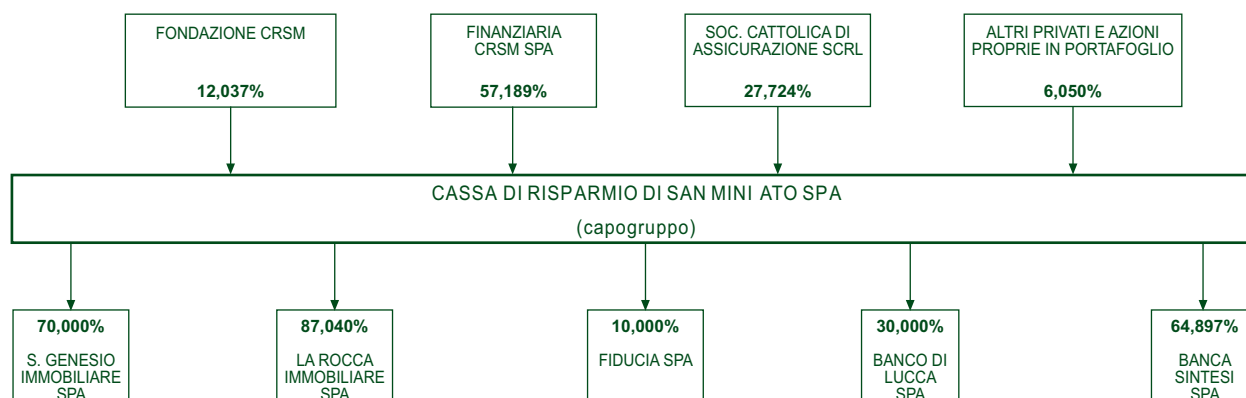 FONDAZIONE CRSM
12,037%
FINANZIARIA
CRSM SPA
57,189%
SOC. CATTOLICA DI
ASSICURAZIONE SCRL
27,724%
ALTRI PRIVATI E AZIONI
PROPRIE IN PORTAFOGLIO
6,050%
CASSA DI RISPARMIO DI SAN MINI ATO SPA
(capogruppo)
70,000%
S. GENESIO
IMMOBILIARE
SPA
87,040%
LA ROCCA
IMMOBILIARE
SPA
10,000%
FIDUCIA SPA
30,000%
BANCO DI
LUCCA
SPA
64,897%
BANCA
SINTESI
SPA